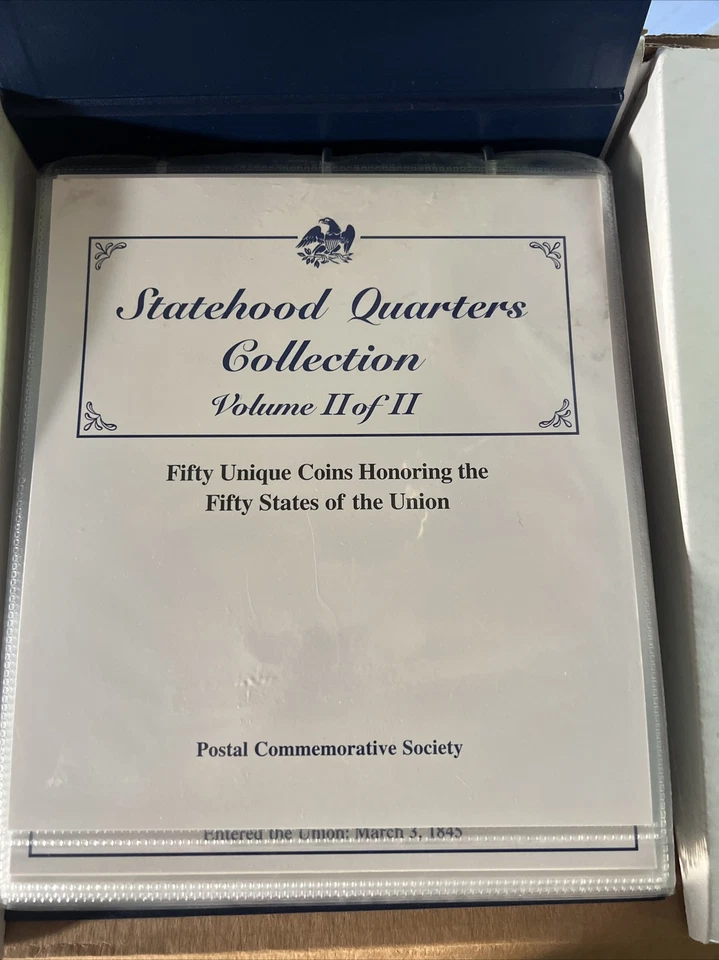 Statehood Quarters
Collection
Volume II of II
Fifty Unique Coins Honoring the
Fifty States of the Union
Postal Commemorative Society
Entered the Union: March 3, 1845